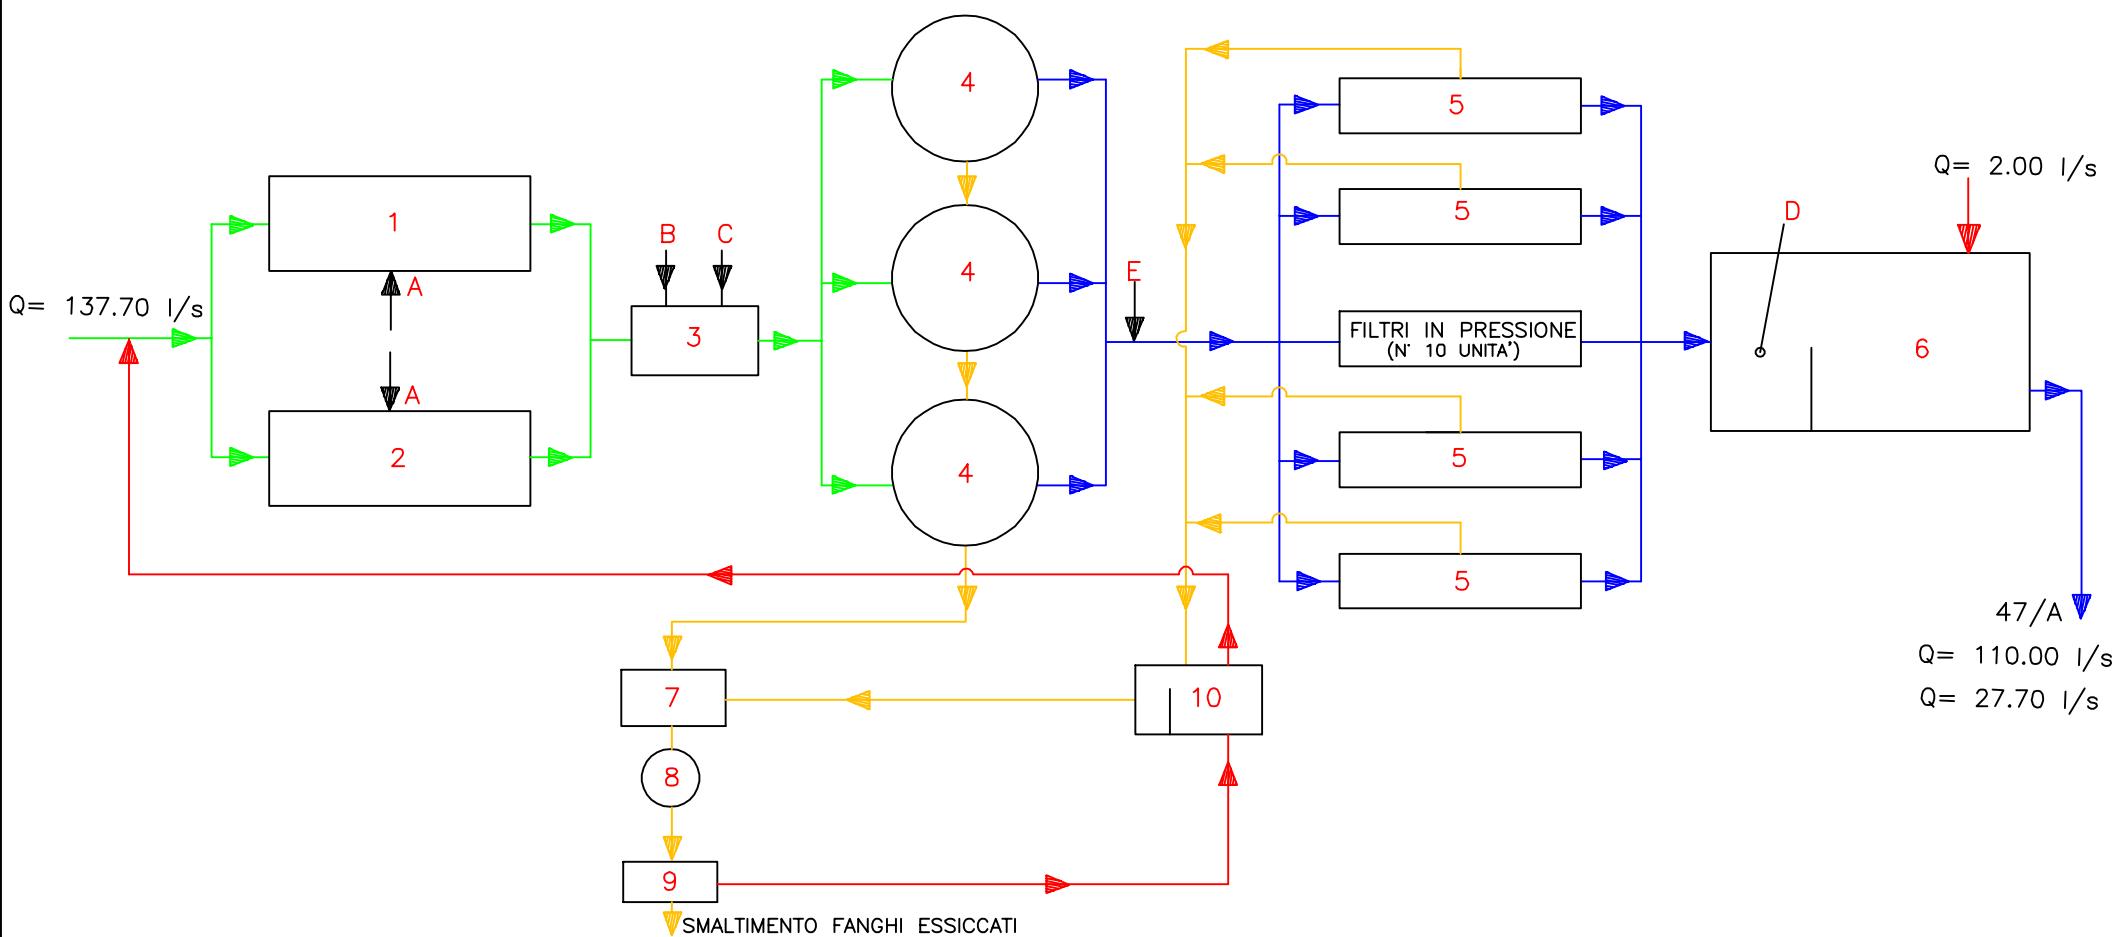 4
5
Q= 2.00 l/s
1
5
D
B
C
A
E
4
Q= 137.70 l/s
3
FILTRI IN PRESSIONE
(N° 10 UNITA')
6
A
2
4
5
5
47/A
Q= 110.00 l/s
Q= 27.70 l/s
7
10
8
9
SMALTIMENTO FANGHI ESSICCATI